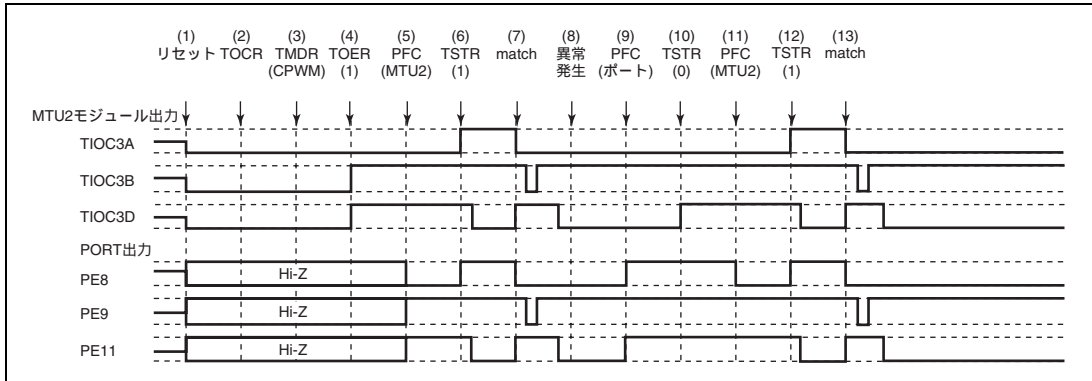 (1) (2) (3) (4) (5) (6) (7) (8) (9) (10) (11) (12) (13)
リセット TOCR TMDR TOER PFC TSTR match 異常 PFC TSTR PFC TSTR match
(CPWM) (1) (MTU2) (1) 発生 (ポート) (0) (MTU2) (1)
MTU2モジュール出力
TIOC3A
TIOC3B
TIOC3D
PORT出力
PE8 Hi-Z
PE9 Hi-Z
PE11 Hi-Z